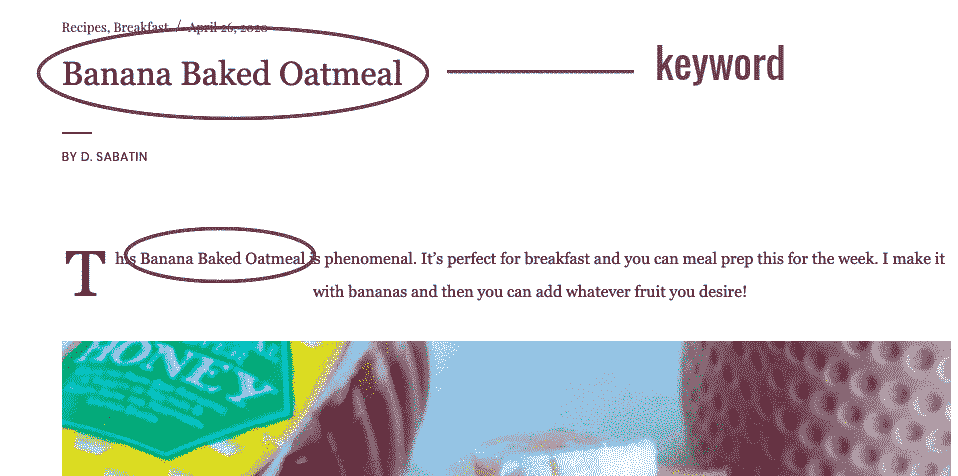 Recipes, Breakfast / April 26, 2020
Banana Baked Oatmeal
keyword
BY D. SABATIN
This Banana Baked Oatmeal is phenomenal. It’s perfect for breakfast and you can meal prep this for the week. I make it
with bananas and then you can add whatever fruit you desire!
HONEY